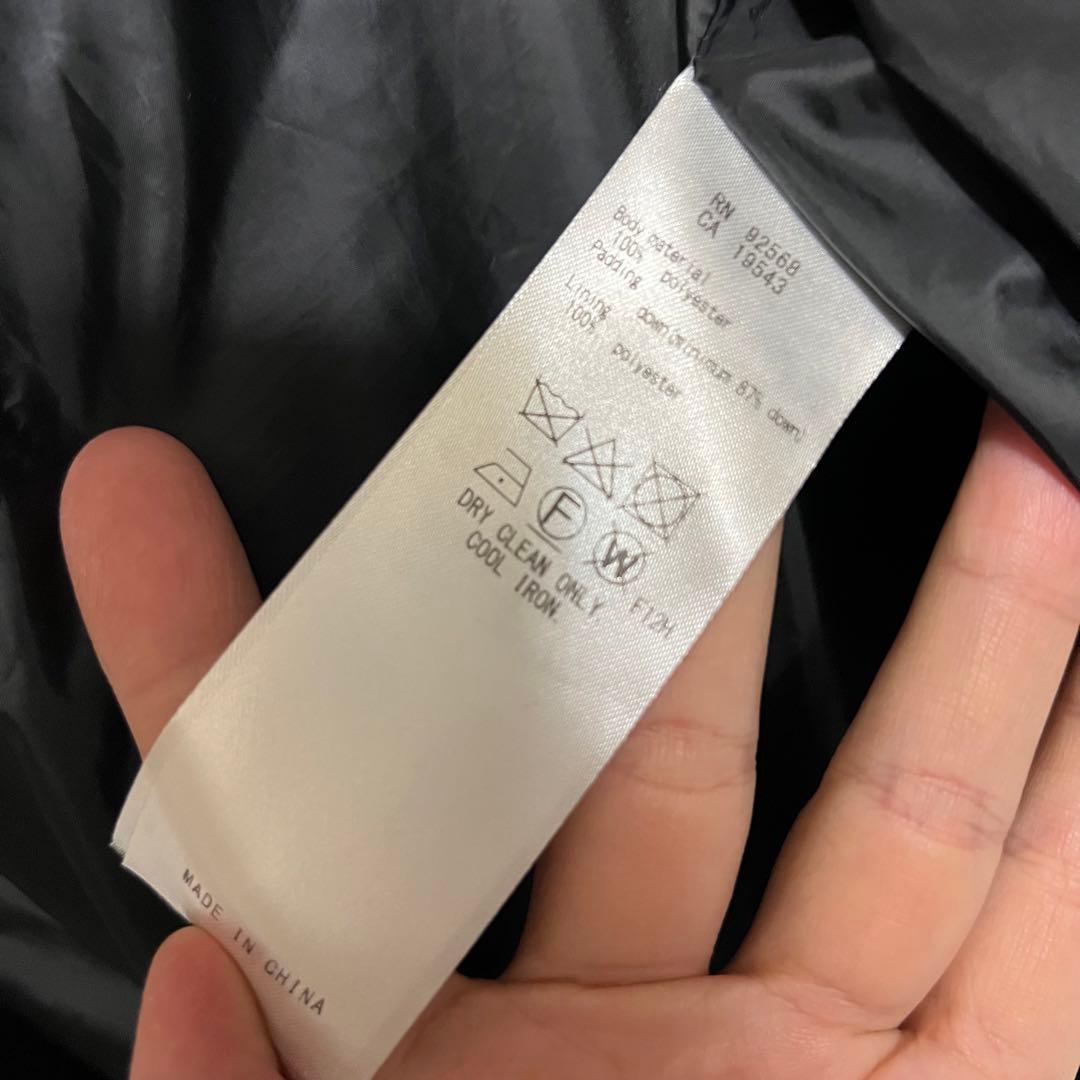 RN 92568
CA 19543
Body material
100% polyester
Padding
down(minimum 87% down)
Lining
100% polyester
F
W
DRY CLEAN ONLY
COOL IRON.
F12H
MADE IN CHINA